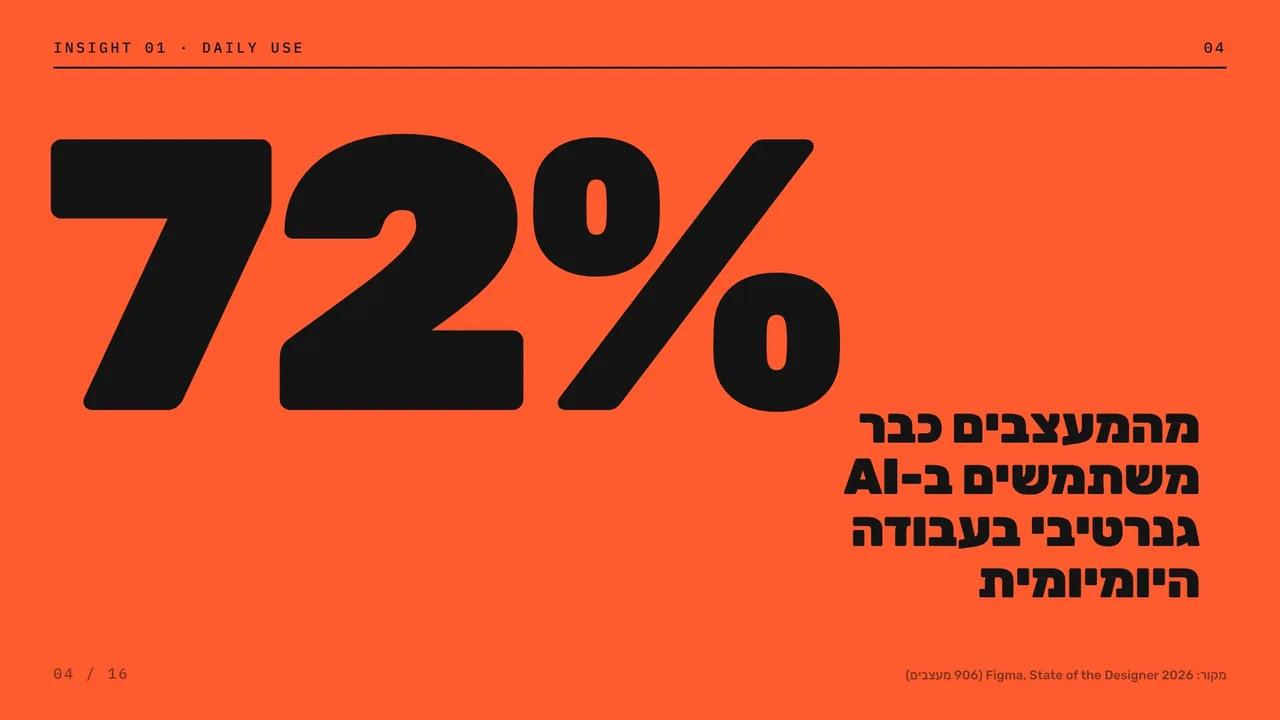 INSIGHT 01 · DAILY USE
04
72%
מהמעצבים כבר
משתמשים ב-AI
גנרטיבי בעבודה
היומיומית
04 / 16
מקור: Figma, State of the Designer 2026 (906 מעצבים)